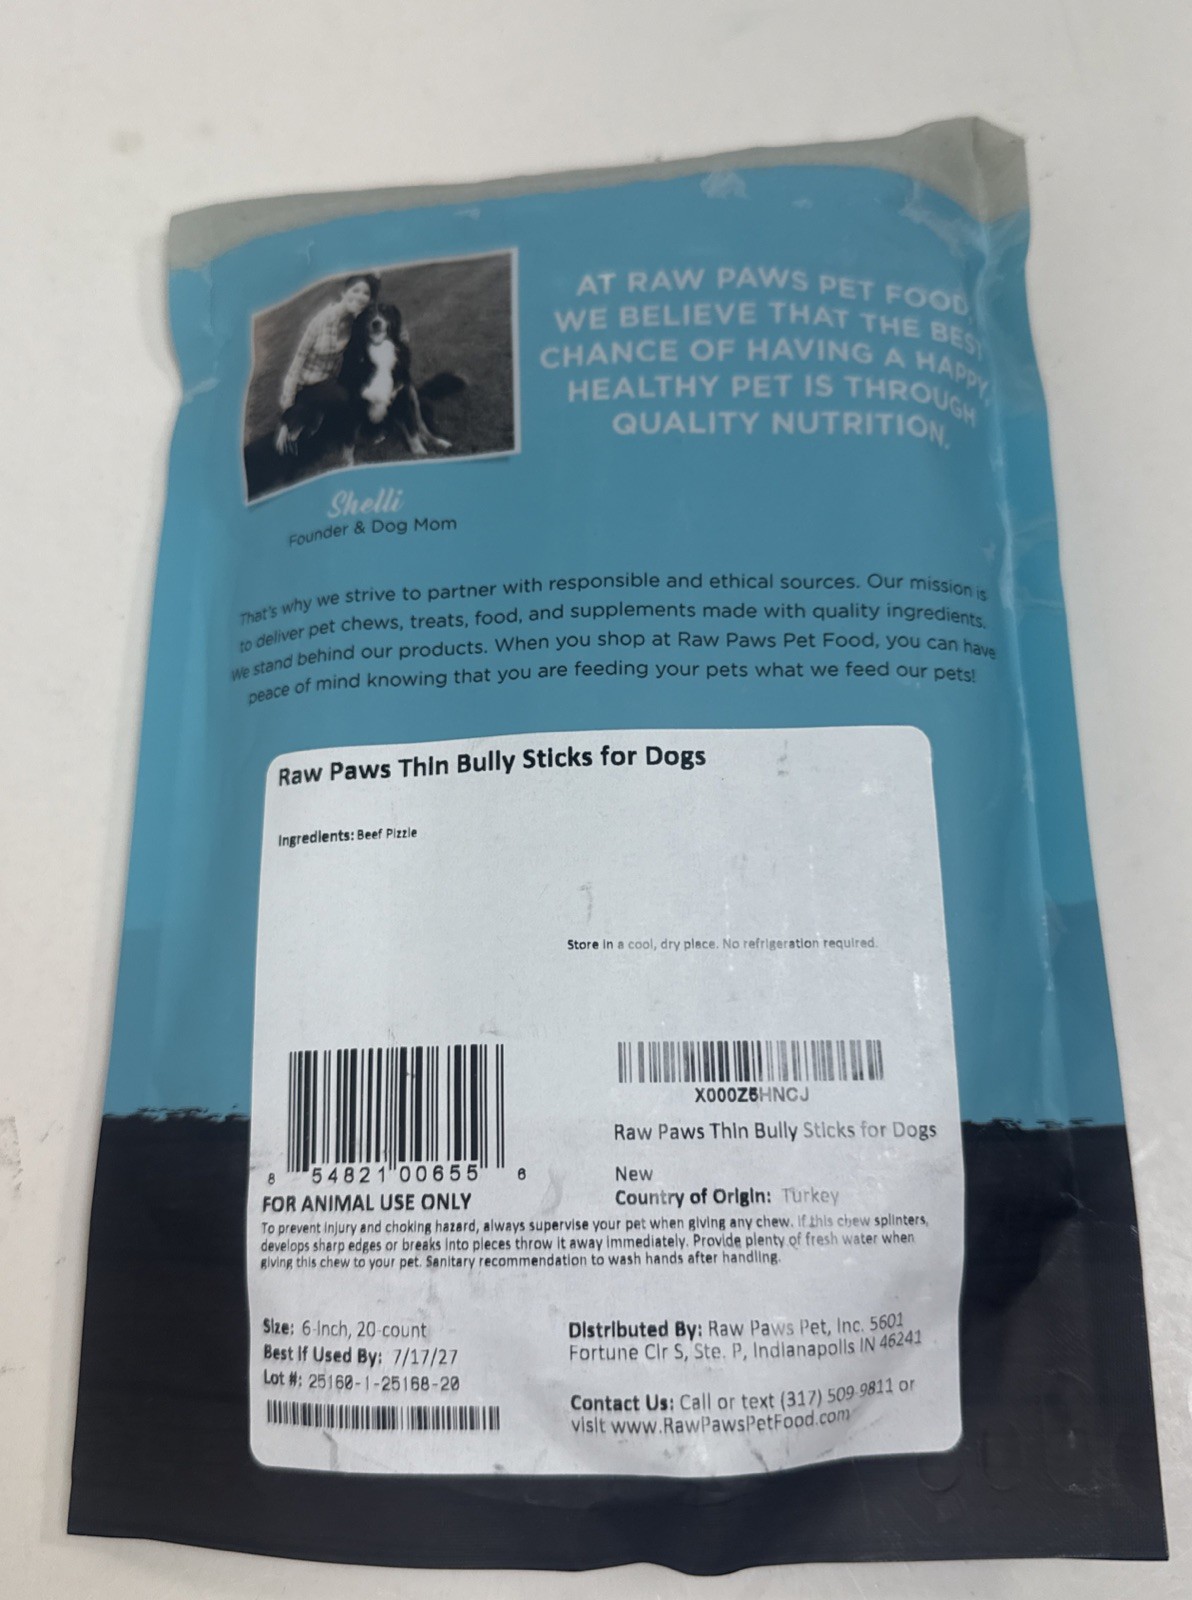 AT RAW PAWS PET FOOD,
WE BELIEVE THAT THE BEST
CHANCE OF HAVING A HAPPY,
HEALTHY PET IS THROUGH
QUALITY NUTRITION.
Shelli
Founder & Dog Mom
That's why we strive to partner with responsible and ethical sources. Our mission is
to deliver pet chews, treats, food, and supplements made with quality ingredients.
We stand behind our products. When you shop at Raw Paws Pet Food, you can have
peace of mind knowing that you are feeding your pets what we feed our pets!
Raw Paws Thin Bully Sticks for Dogs
Ingredients: Beef Pizzle
Store in a cool, dry place. No refrigeration required.
8 54821 00655 6
X000Z6HNCJ
Raw Paws Thin Bully Sticks for Dogs
New
Country of Origin: Turkey
FOR ANIMAL USE ONLY
To prevent injury and choking hazard, always supervise your pet when giving any chew. If this chew splinters,
develops sharp edges or breaks into pieces throw it away immediately. Provide plenty of fresh water when
giving this chew to your pet. Sanitary recommendation to wash hands after handling.
Size: 6-Inch, 20-count
Best If Used By: 7/17/27
Lot #: 25160-1-25168-20
Distributed By: Raw Paws Pet, Inc. 5601
Fortune Cir S, Ste. P, Indianapolis IN 46241
Contact Us: Call or text (317) 509-9811 or
visit www.RawPawsPetFood.com